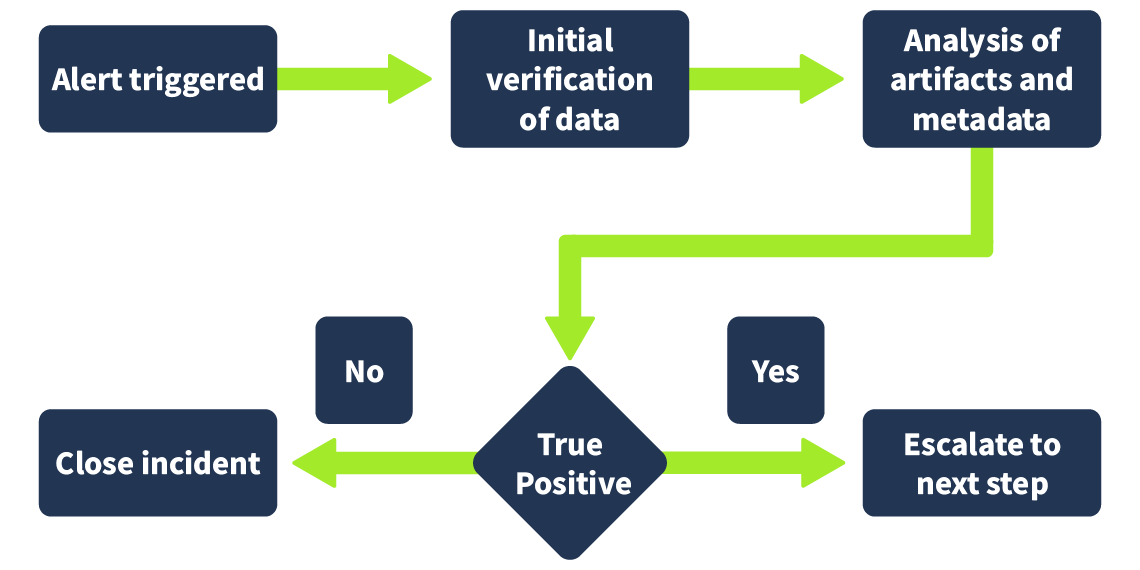 Alert triggered
Initial
verification
of data
Analysis of
artifacts and
metadata
No
Yes
Close incident
True
Positive
Escalate to
next step